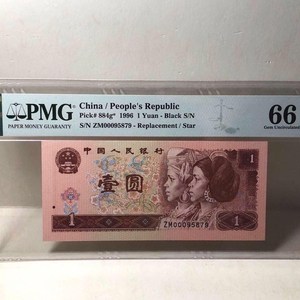 PMG
PAPER MONEY GUARANTY
China / People's Republic
Pick# 884g* 1996 1 Yuan - Black S/N
S/N ZM00095879 - Replacement / Star
66
Gem Uncirculated
中国人民银行
1
壹圆
1
ZM00095879